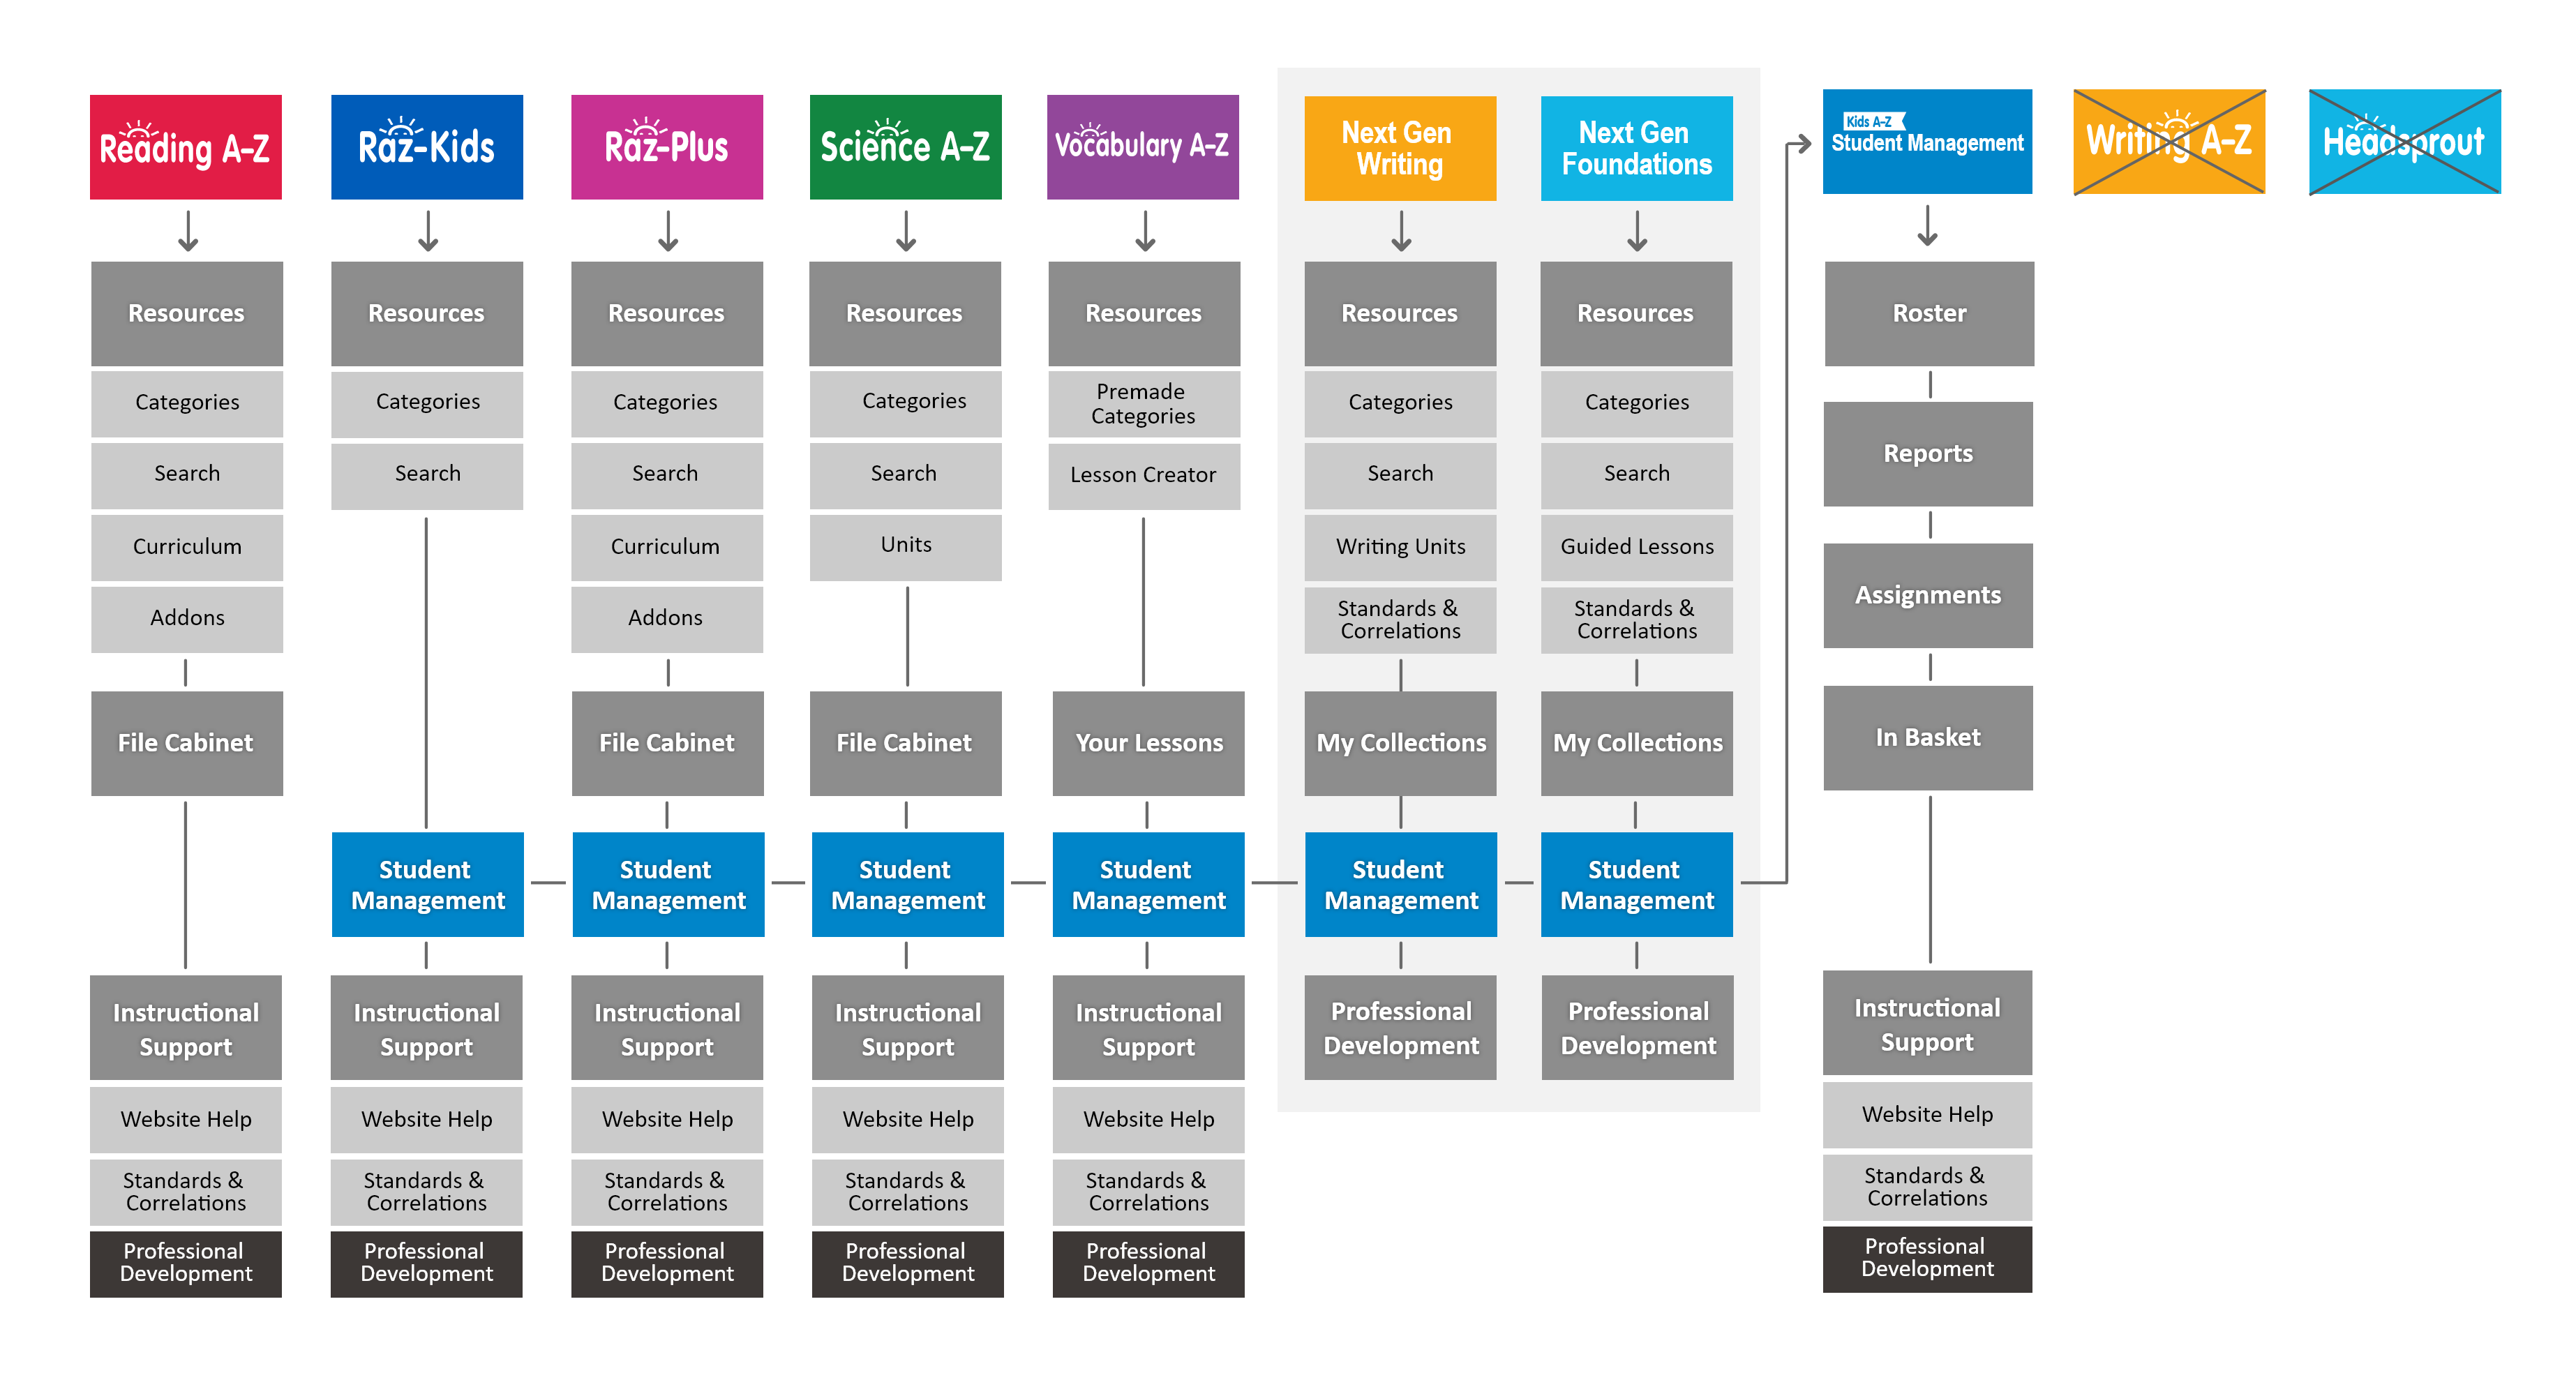 Reading A-Z
Resources
Categories
Search
Curriculum
Addons
File Cabinet
Instructional
Support
Website Help
Standards &
Correlations
Professional
Development
Raz-Kids
Resources
Categories
Search
Student
Management
Instructional
Support
Website Help
Standards &
Correlations
Professional
Development
Raz-Plus
Resources
Categories
Search
Curriculum
Addons
File Cabinet
Student
Management
Instructional
Support
Website Help
Standards &
Correlations
Professional
Development
Science A-Z
Resources
Categories
Search
Units
File Cabinet
Student
Management
Instructional
Support
Website Help
Standards &
Correlations
Professional
Development
Vocabulary A-Z
Resources
Premade
Categories
Lesson Creator
Your Lessons
Student
Management
Instructional
Support
Website Help
Standards &
Correlations
Professional
Development
Next Gen
Writing
Resources
Categories
Search
Writing Units
Standards &
Correlations
My Collections
Student
Management
Professional
Development
Next Gen
Foundations
Resources
Categories
Search
Guided Lessons
Standards &
Correlations
My Collections
Student
Management
Professional
Development
Kids A-Z
Student Management
Roster
Reports
Assignments
In Basket
Instructional
Support
Website Help
Standards &
Correlations
Professional
Development
Writing A-Z
Headsprout